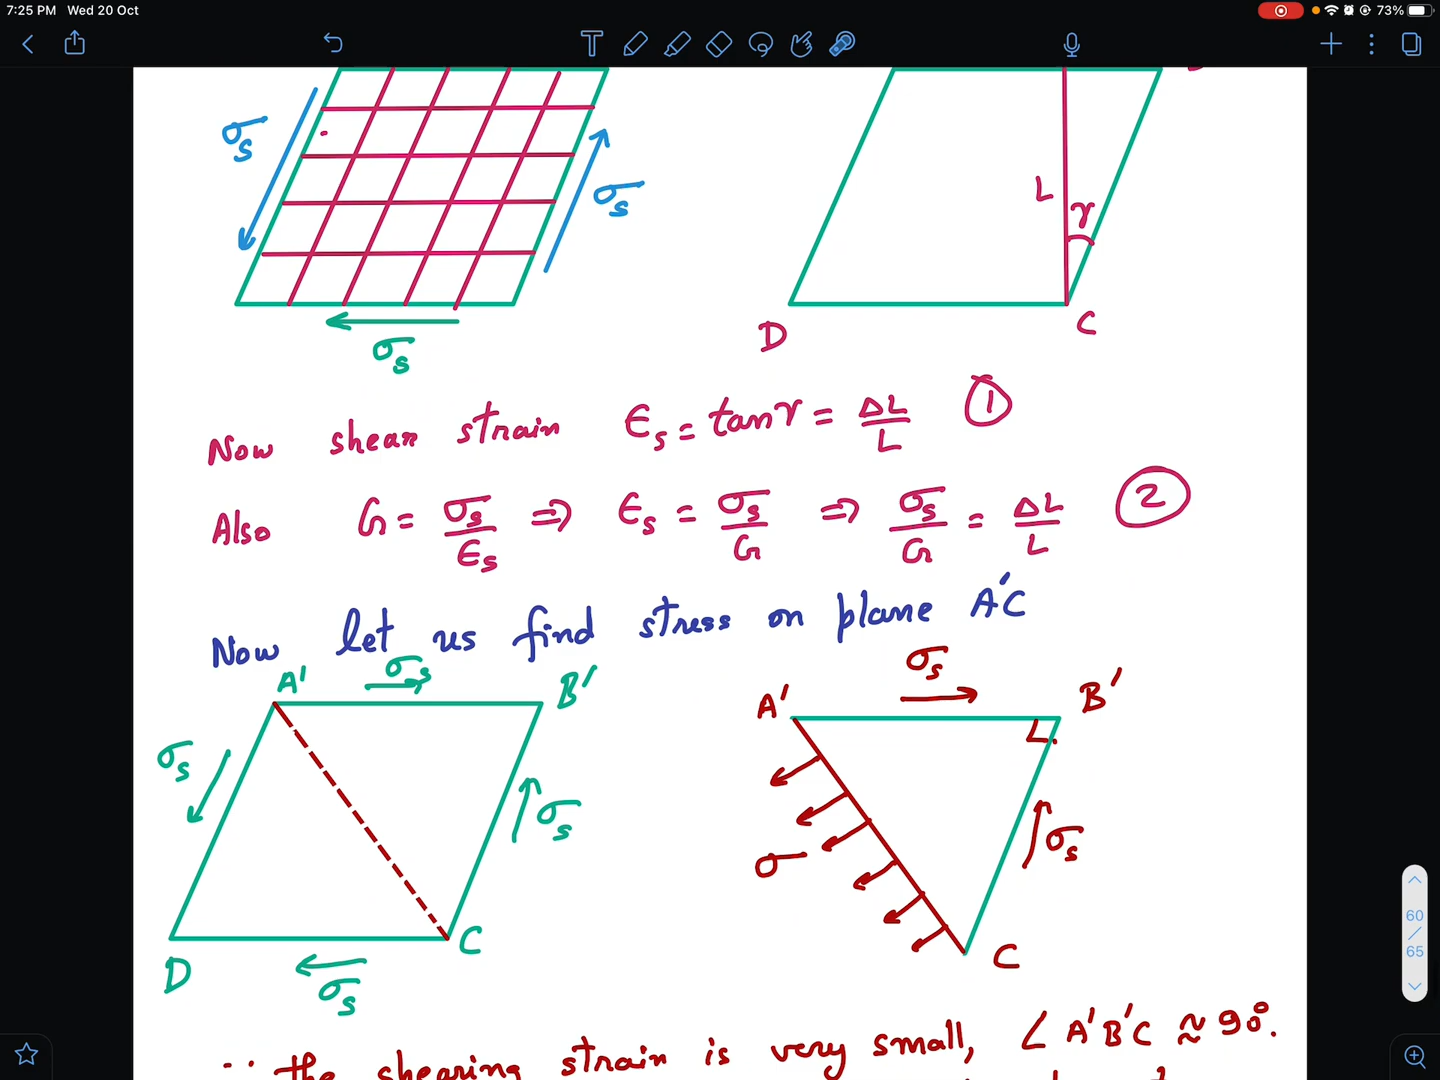 7:25 PM Wed 20 Oct
73%
σs
σs
σs
L
γ
D
C
Now shear strain ϵs = tanγ = ΔL/L ①
Also G = σs/ϵs ⇒ ϵs = σs/G ⇒ σs/G = ΔL/L ②
Now let us find stress on plane A'C
A'
σs
B'
σs
σs
D
σs
C
A'
σs
B'
σ
σs
C
∵ the shearing strain is very small, ∠A'B'C ≈ 90°.
60
/
65